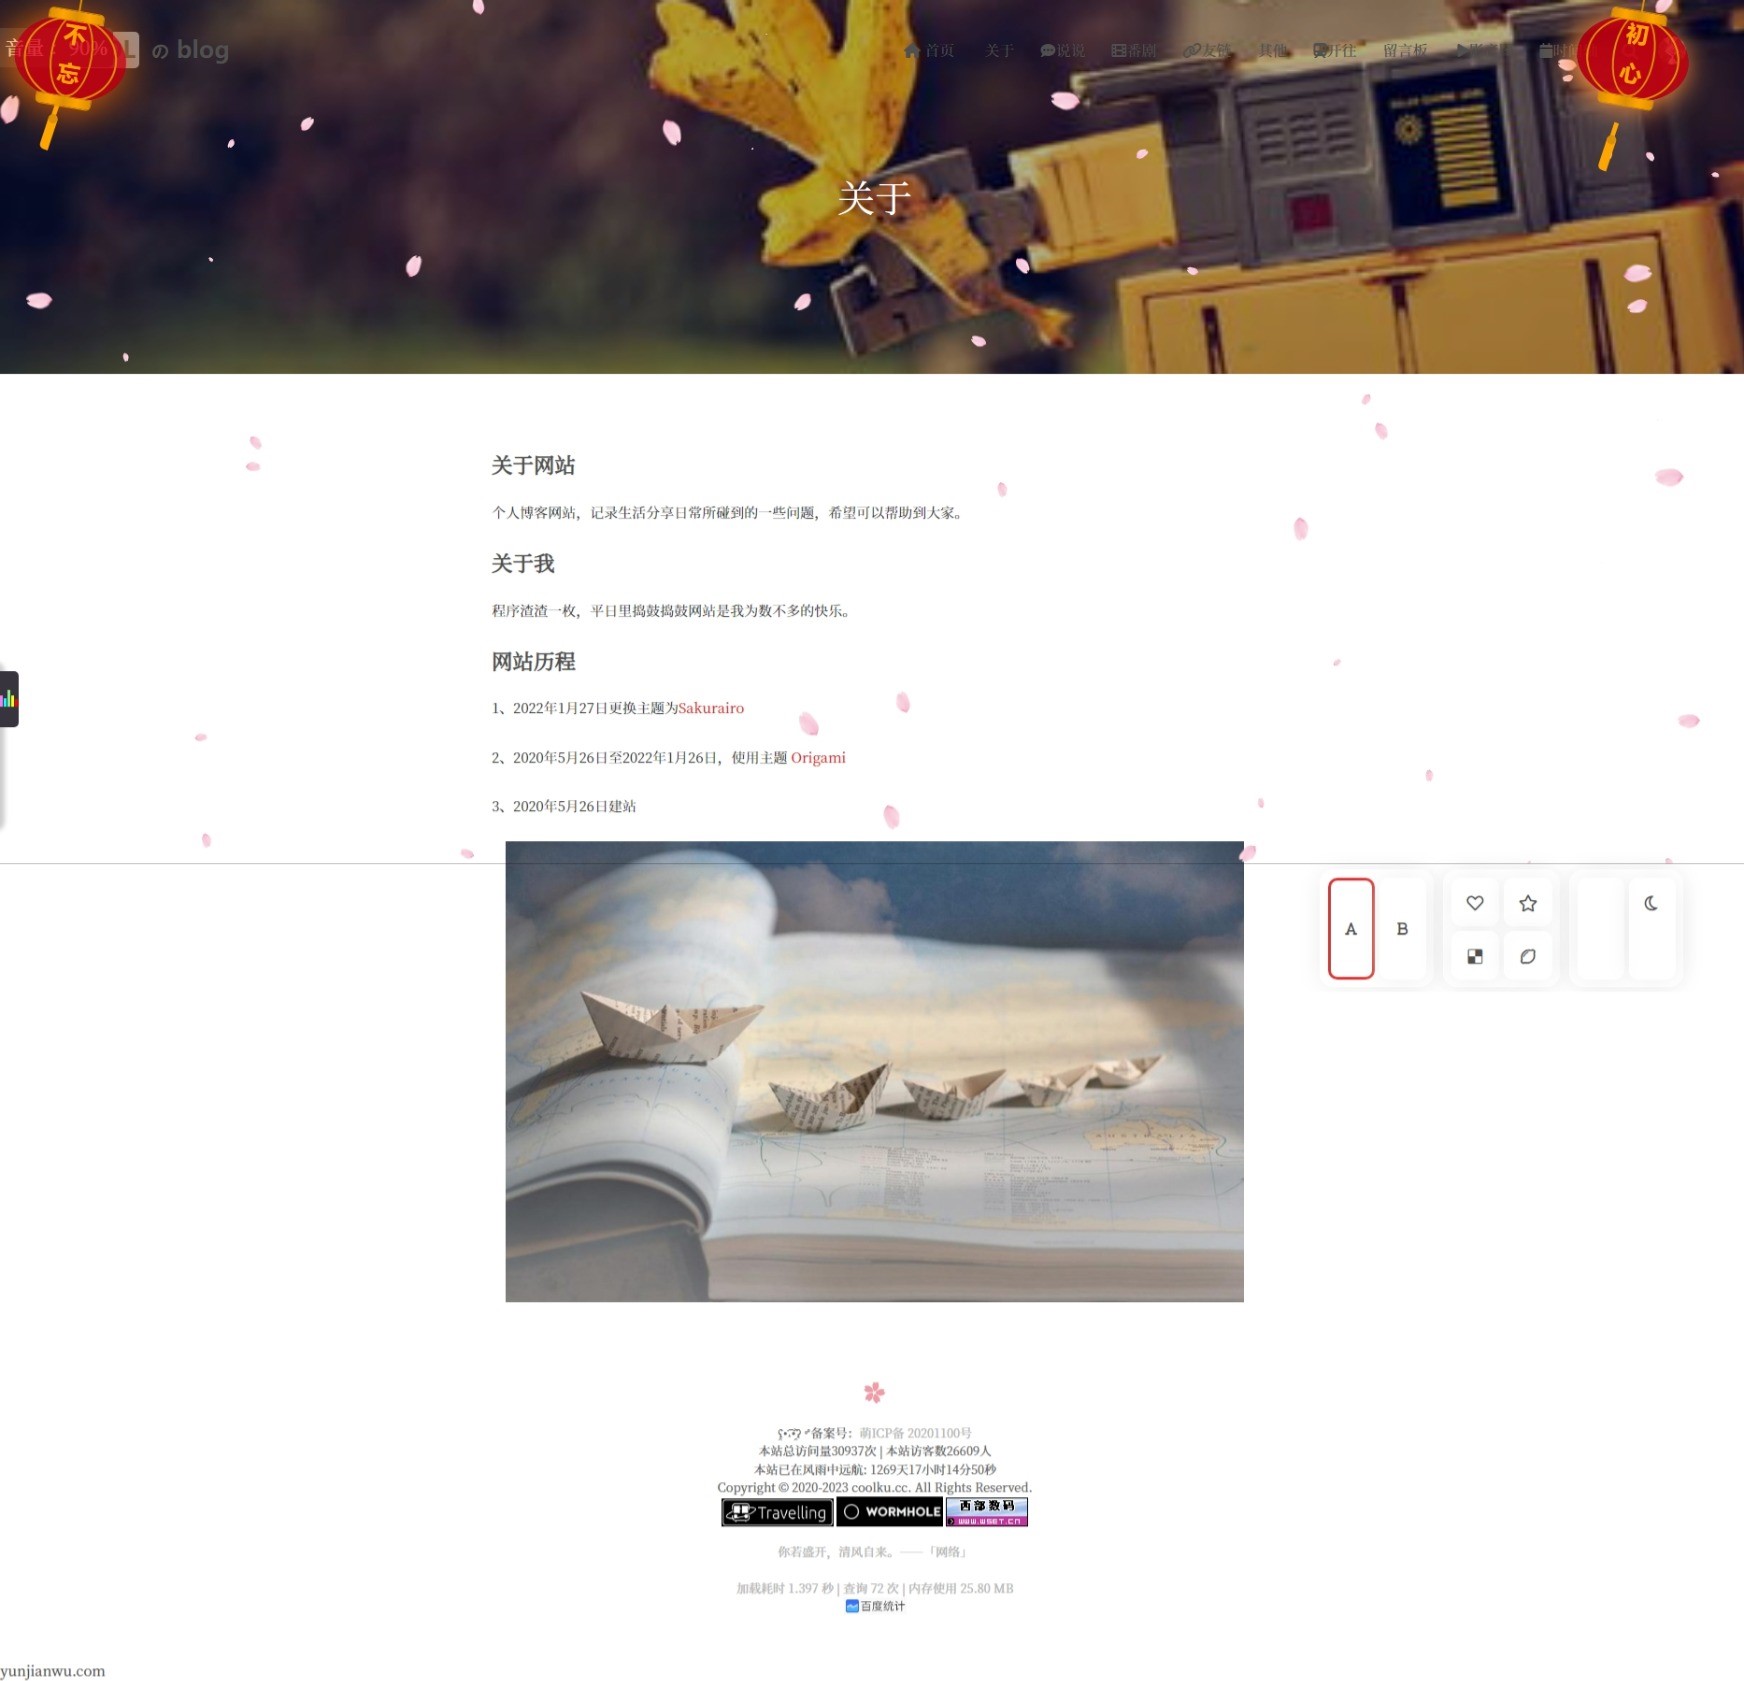 不忘
音量： 90%
L の blog
首页 关于 说说 番剧 友链 其他 开往 留言板
初心
关于
关于网站
个人博客网站，记录生活分享日常所碰到的一些问题，希望可以帮助到大家。
关于我
程序渣渣一枚，平日里捣鼓捣鼓网站是我为数不多的快乐。
网站历程
1、2022年1月27日更换主题为Sakurairo
2、2020年5月26日至2022年1月26日，使用主题 Origami
3、2020年5月26日建站
A B
备案号：萌ICP备 20201100号
本站总访问量30937次 | 本站访客数26609人
本站已在风雨中远航: 1269天17小时14分50秒
Copyright © 2020-2023 coolku.cc. All Rights Reserved.
Travelling WORMHOLE 西部数码
WWW.WEST.CN
你若盛开，清风自来。——「网络」
加载耗时 1.397 秒 | 查询 72 次 | 内存使用 25.80 MB
百度统计
yunjianwu.com